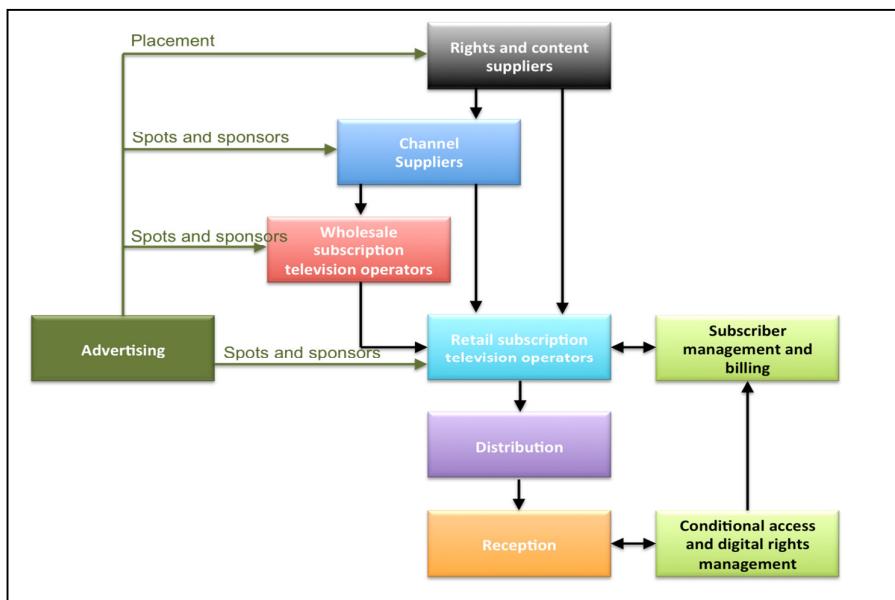 Placement
Rights and content
suppliers
Spots and sponsors
Channel
Suppliers
Spots and sponsors
Wholesale
subscription
television operators
Advertising
Spots and sponsors
Retail subscription
television operators
Subscriber
management and
billing
Distribution
Reception
Conditional access
and digital rights
management